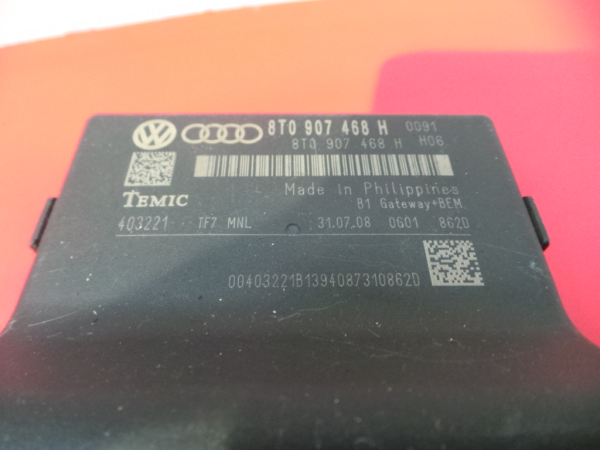 8T0 907 468 H 0091
8T0 907 468 H H06
TEMIC
Made in Philippines
B1 Gateway+BEM
403221 TF7 MNL 31.07.08 0601 862D
00403221B1394087310862D